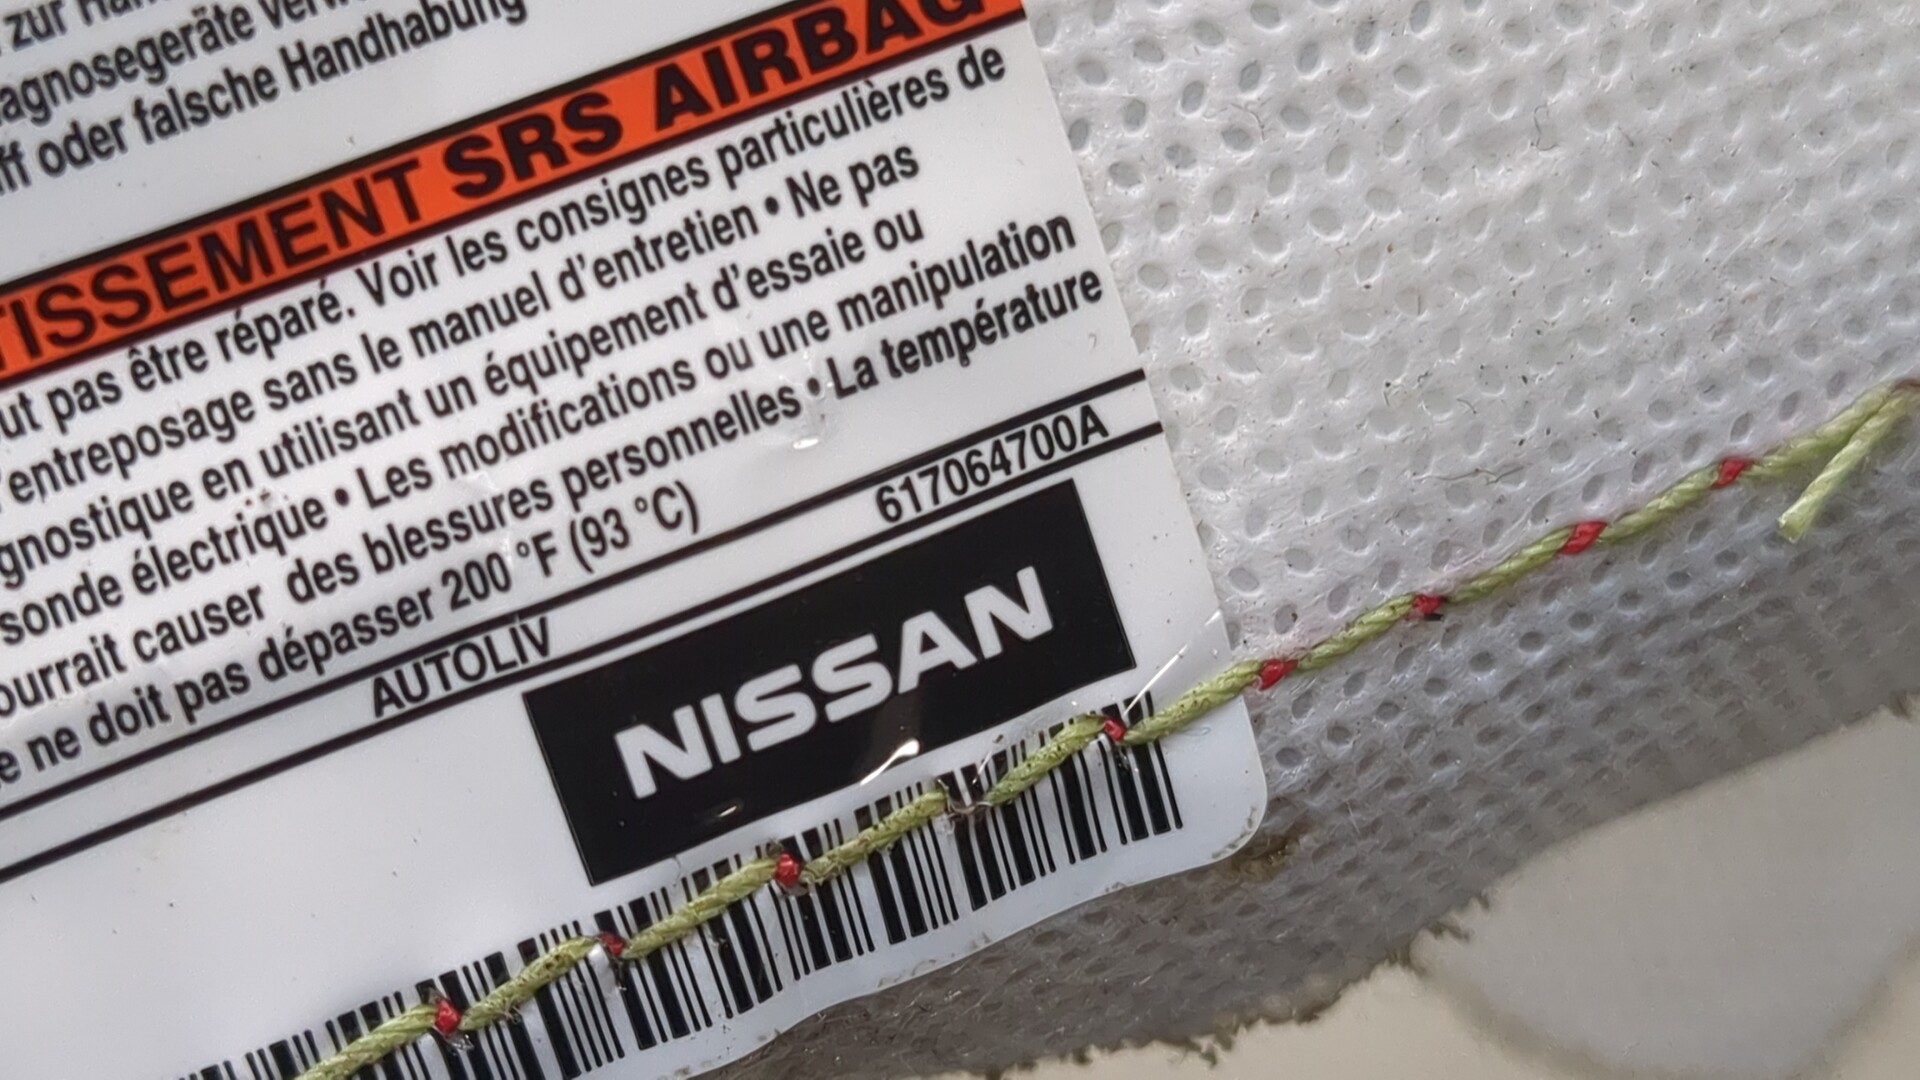 zur
agnosegeräte
ff oder falsche Handhabung
TISSEMENT SRS AIRBAG
ut pas être réparé. Voir les consignes particulières de
'entreposage sans le manuel d'entretien • Ne pas
gnostique en utilisant un équipement d'essaie ou
sonde électrique • Les modifications ou une manipulation
ourrait causer des blessures personnelles • La température
e ne doit pas dépasser 200 °F (93 °C)
AUTOLIV 617064700A
NISSAN